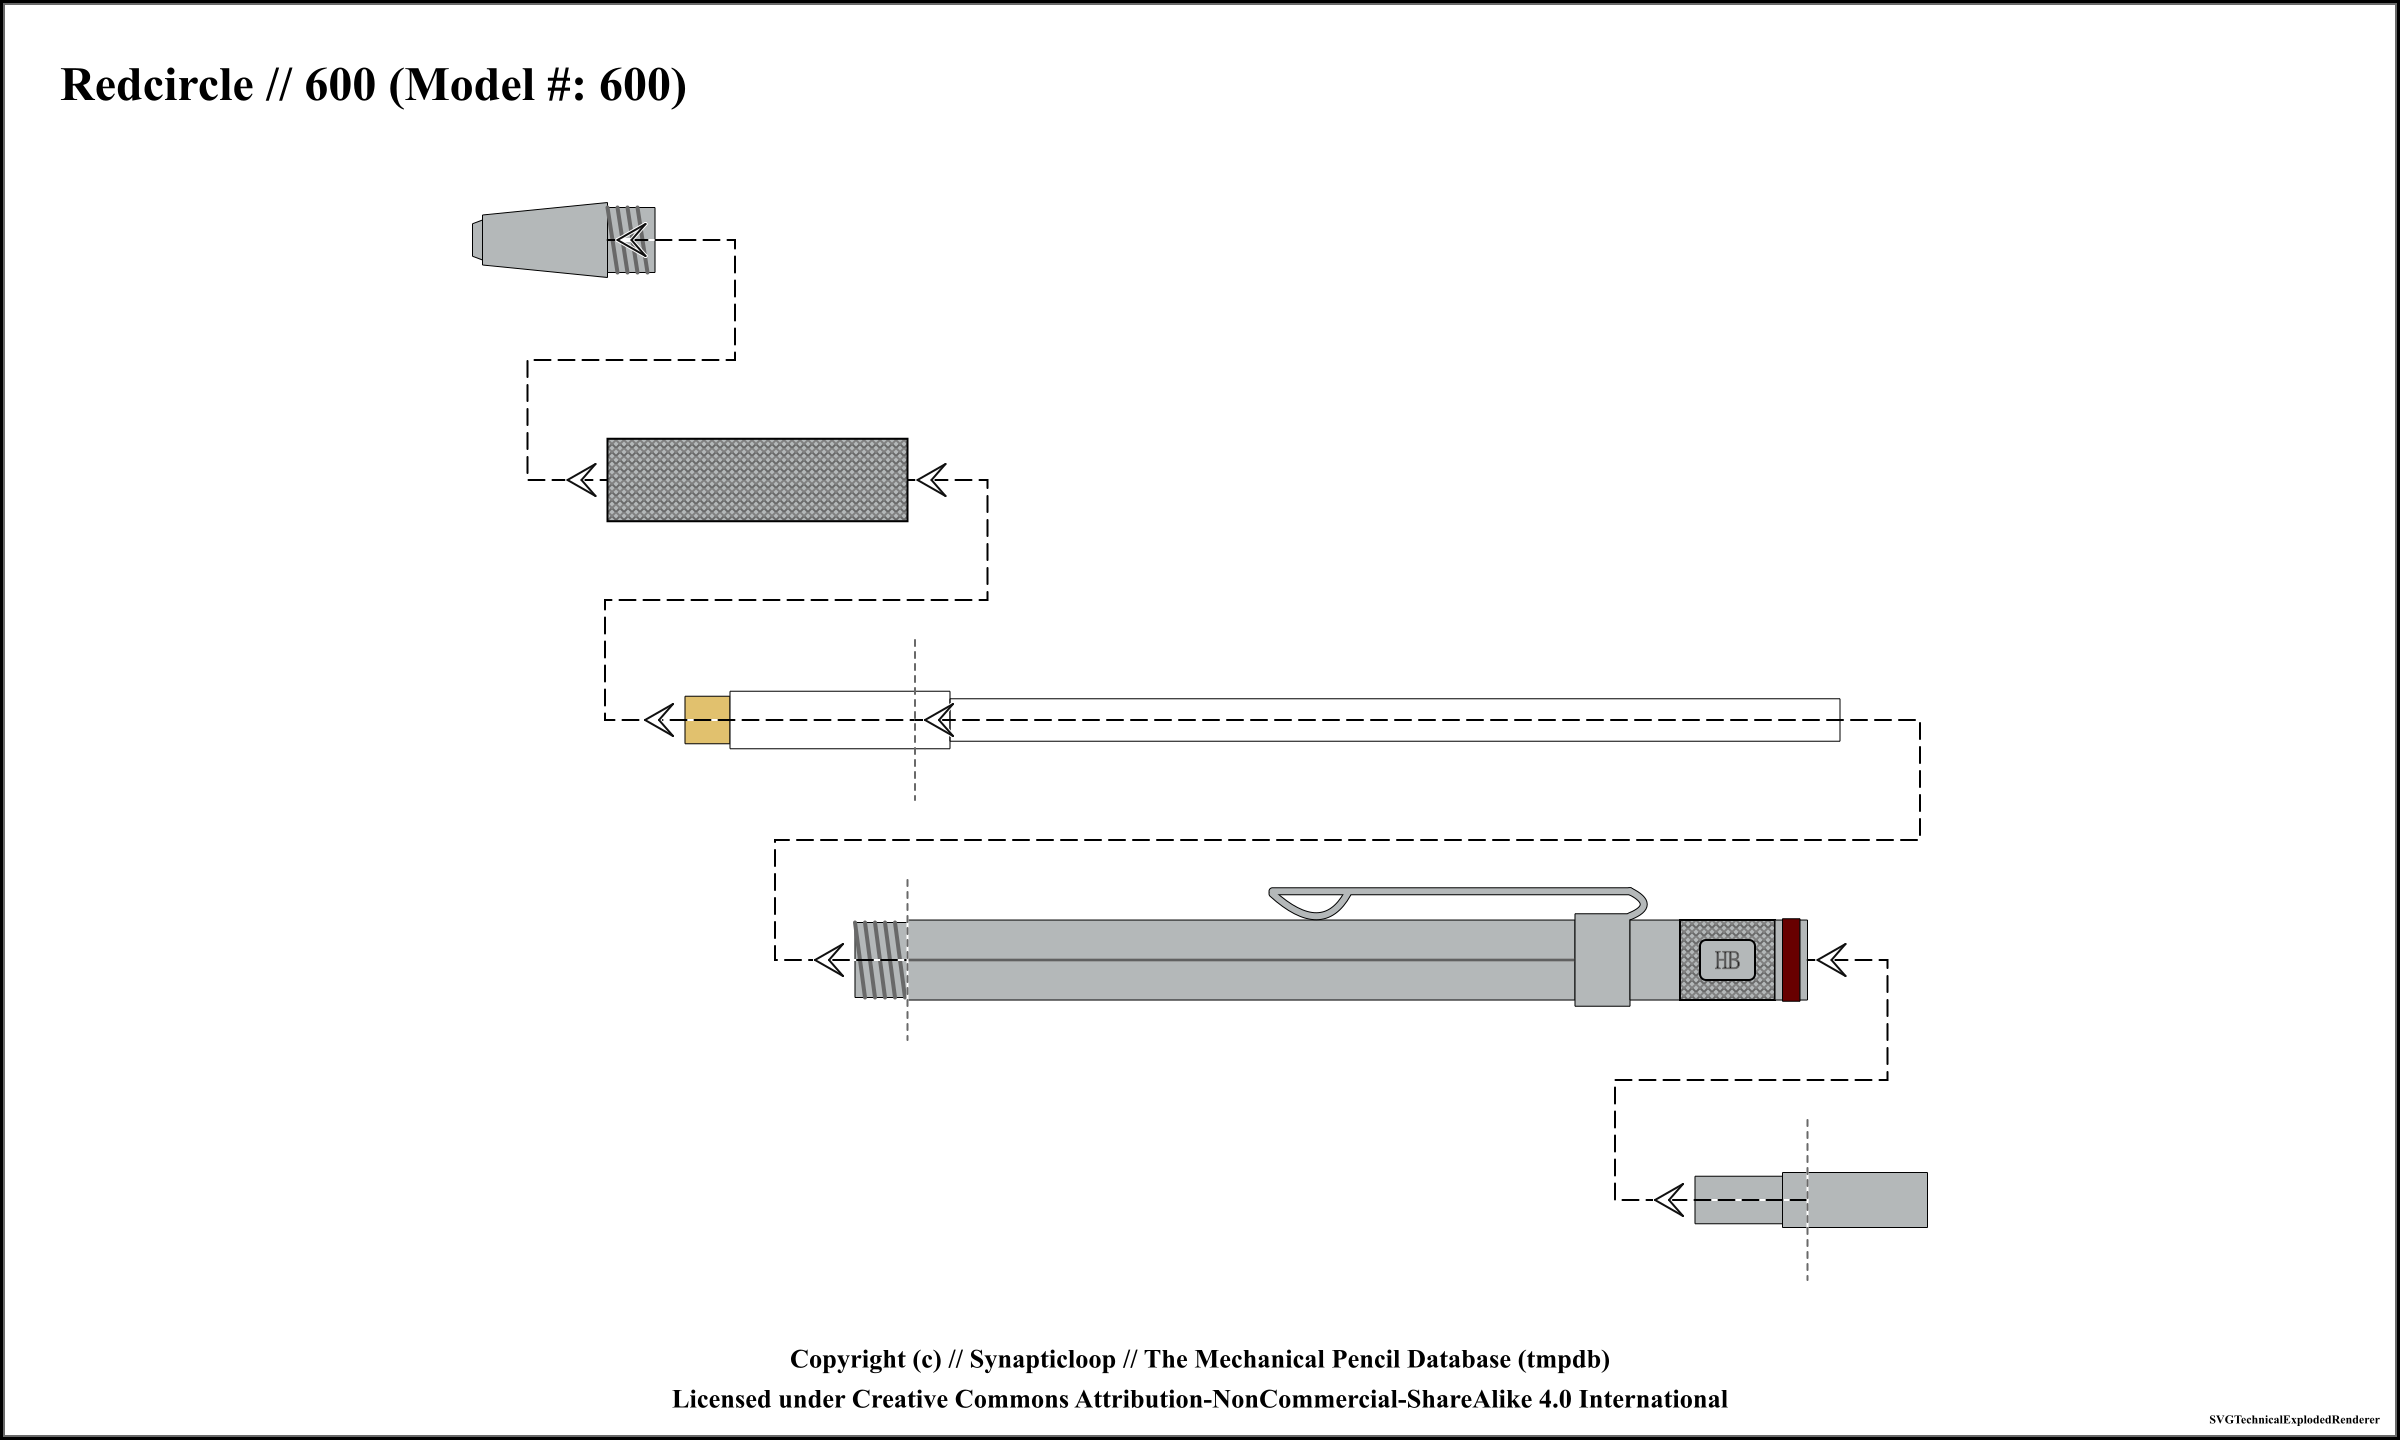 Redcircle // 600 (Model #: 600)
HB
Copyright (c) // Synapticloop // The Mechanical Pencil Database (tmpdb)
Licensed under Creative Commons Attribution-NonCommercial-ShareAlike 4.0 International
SVGTechnicalExplodedRenderer